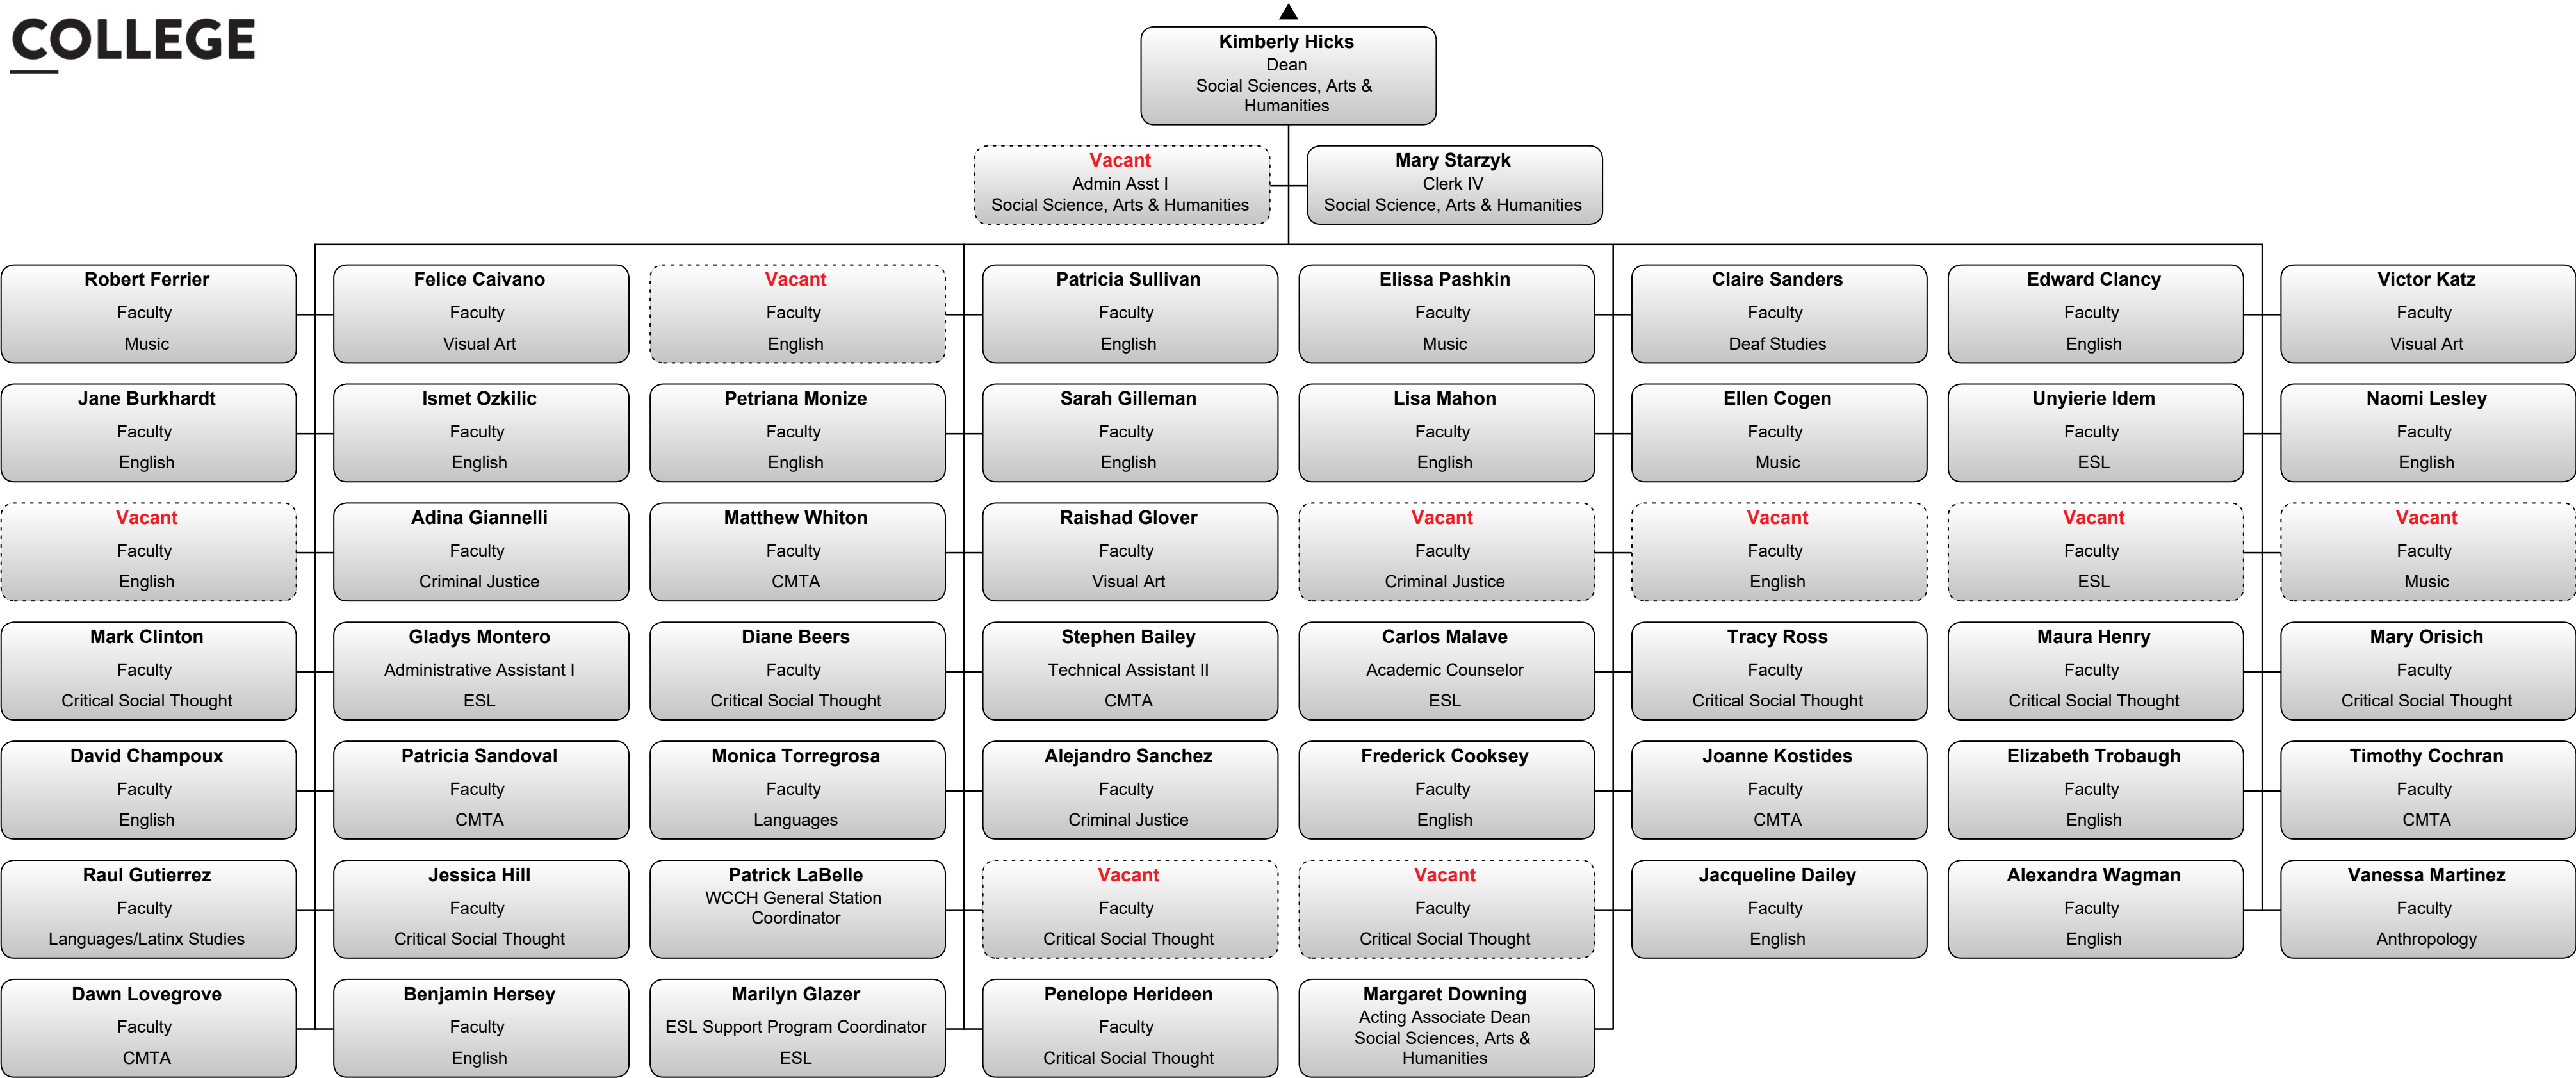 COLLEGE
Kimberly Hicks
Dean
Social Sciences, Arts &
Humanities
Vacant
Admin Asst I
Social Science, Arts & Humanities
Mary Starzyk
Clerk IV
Social Science, Arts & Humanities
Robert Ferrier
Faculty
Music
Felice Caivano
Faculty
Visual Art
Vacant
Faculty
English
Patricia Sullivan
Faculty
English
Elissa Pashkin
Faculty
Music
Claire Sanders
Faculty
Deaf Studies
Edward Clancy
Faculty
English
Victor Katz
Faculty
Visual Art
Jane Burkhardt
Faculty
English
Ismet Ozkilic
Faculty
English
Petriana Monize
Faculty
English
Sarah Gilleman
Faculty
English
Lisa Mahon
Faculty
English
Ellen Cogen
Faculty
Music
Unyierie Idem
Faculty
ESL
Naomi Lesley
Faculty
English
Vacant
Faculty
English
Adina Giannelli
Faculty
Criminal Justice
Matthew Whiton
Faculty
CMTA
Raishad Glover
Faculty
Visual Art
Vacant
Faculty
Criminal Justice
Vacant
Faculty
English
Vacant
Faculty
ESL
Vacant
Faculty
Music
Mark Clinton
Faculty
Critical Social Thought
Gladys Montero
Administrative Assistant I
ESL
Diane Beers
Faculty
Critical Social Thought
Stephen Bailey
Technical Assistant II
CMTA
Carlos Malave
Academic Counselor
ESL
Tracy Ross
Faculty
Critical Social Thought
Maura Henry
Faculty
Critical Social Thought
Mary Orisich
Faculty
Critical Social Thought
David Champoux
Faculty
English
Patricia Sandoval
Faculty
CMTA
Monica Torregrosa
Faculty
Languages
Alejandro Sanchez
Faculty
Criminal Justice
Frederick Cooksey
Faculty
English
Joanne Kostides
Faculty
CMTA
Elizabeth Trobaugh
Faculty
English
Timothy Cochran
Faculty
CMTA
Raul Gutierrez
Faculty
Languages/Latinx Studies
Jessica Hill
Faculty
Critical Social Thought
Patrick LaBelle
WCCH General Station
Coordinator
Vacant
Faculty
Critical Social Thought
Vacant
Faculty
Critical Social Thought
Jacqueline Dailey
Faculty
English
Alexandra Wagman
Faculty
English
Vanessa Martinez
Faculty
Anthropology
Dawn Lovegrove
Faculty
CMTA
Benjamin Hersey
Faculty
English
Marilyn Glazer
ESL Support Program Coordinator
ESL
Penelope Herideen
Faculty
Critical Social Thought
Margaret Downing
Acting Associate Dean
Social Sciences, Arts &
Humanities